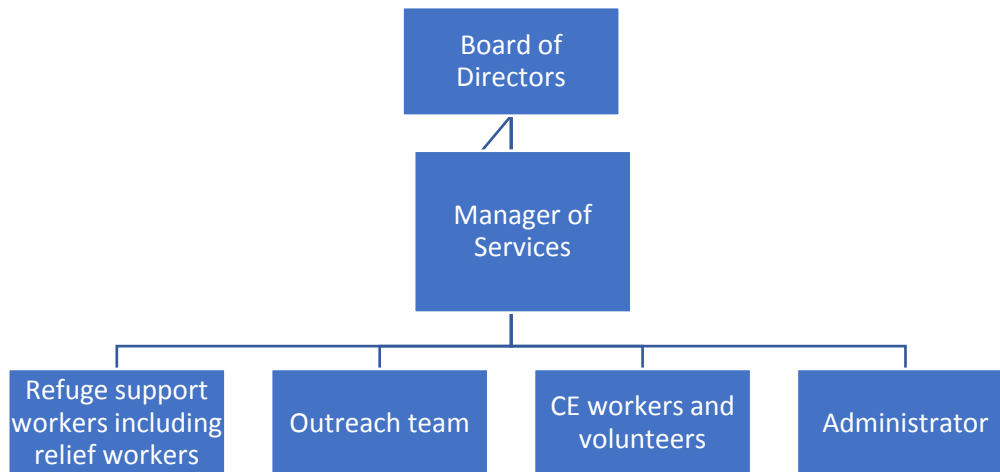 Board of
Directors
Manager of
Services
Refuge support
workers including
relief workers
Outreach team
CE workers and
volunteers
Administrator